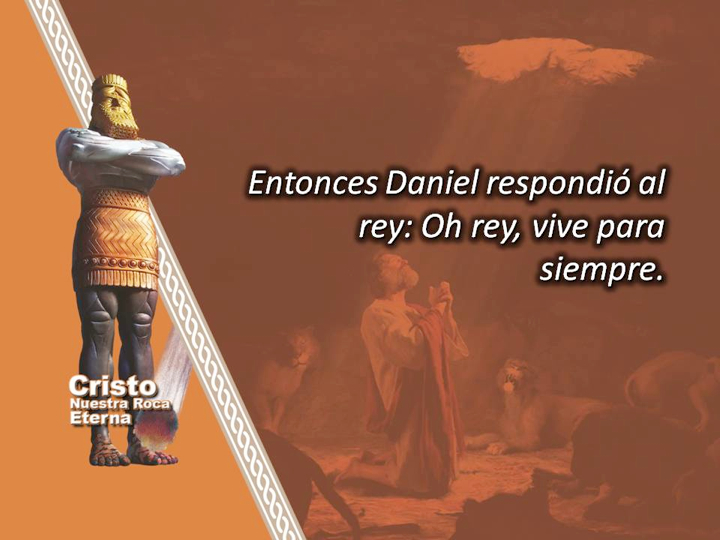 Entonces Daniel respondió al
rey: Oh rey, vive para
siempre.
Cristo
Nuestra Roca
Eterna